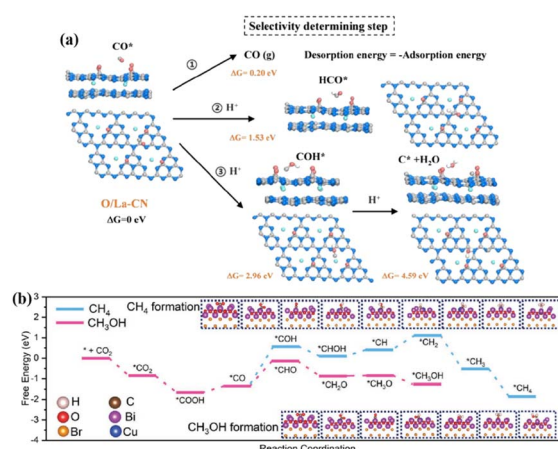 Selectivity determining step
(a)
CO*
①
CO (g)
ΔG= 0.20 eV
Desorption energy = -Adsorption energy
② H⁺
ΔG= 1.53 eV
HCO*
③ H⁺
O/La-CN
ΔG=0 eV
COH*
ΔG= 2.96 eV
H⁺
C* +H₂O
ΔG= 4.59 eV
(b)
Free Energy (eV)
3
2
1
0
-1
-2
-3
-4
CH₄
CH₃OH
CH₄ formation:
* + CO₂
*CO₂
*COOH
*CO
*COH
*CHO
*CHOH
*CH₂O
*CH
*CH₃O
*CH₂
*CH₃OH
*CH₃
*CH₄
H
O
Br
C
Bi
Cu
CH₃OH formation:
Reaction Coordination